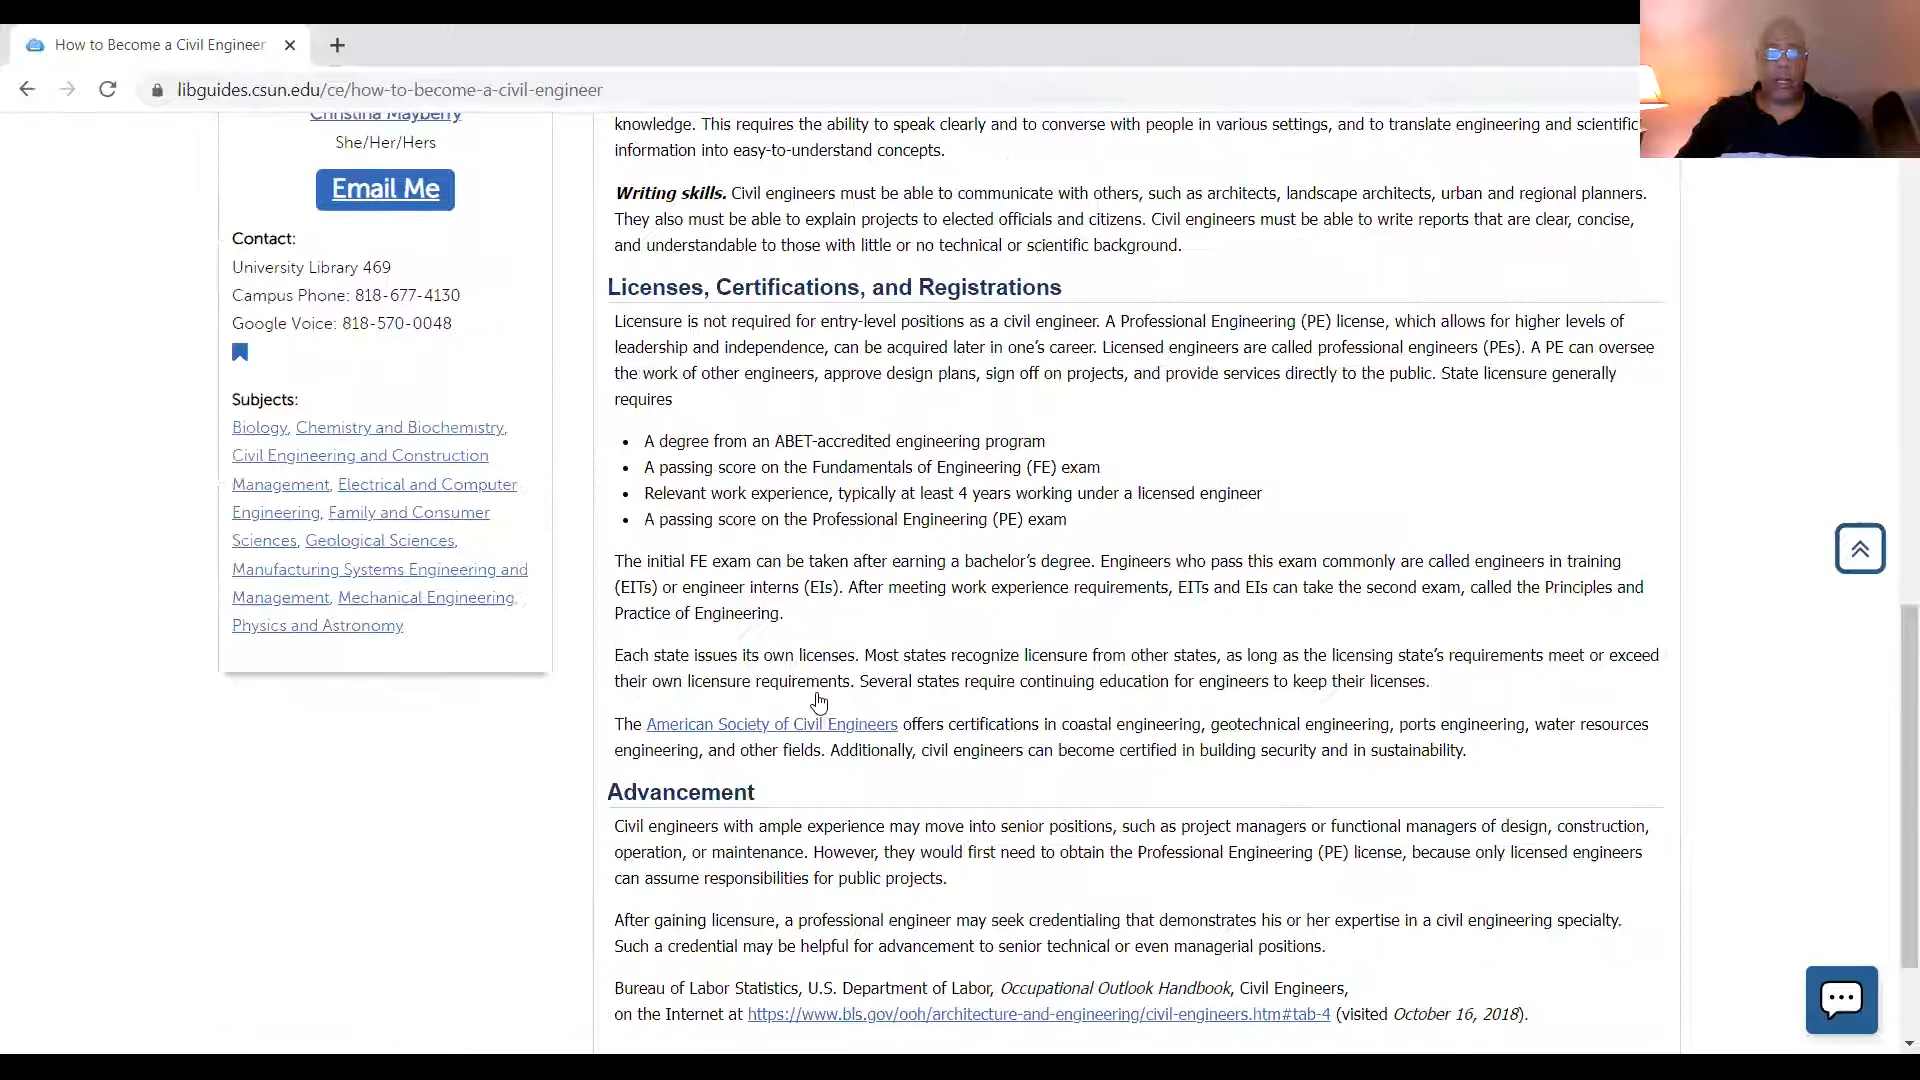 How to Become a Civil Engineer
libguides.csun.edu/ce/how-to-become-a-civil-engineer
Christina Mayberry
She/Her/Hers
Email Me
Contact:
University Library 469
Campus Phone: 818-677-4130
Google Voice: 818-570-0048
Subjects:
Biology, Chemistry and Biochemistry,
Civil Engineering and Construction
Management, Electrical and Computer
Engineering, Family and Consumer
Sciences, Geological Sciences,
Manufacturing Systems Engineering and
Management, Mechanical Engineering,
Physics and Astronomy
knowledge. This requires the ability to speak clearly and to converse with people in various settings, and to translate engineering and scientific
information into easy-to-understand concepts.
Writing skills. Civil engineers must be able to communicate with others, such as architects, landscape architects, urban and regional planners.
They also must be able to explain projects to elected officials and citizens. Civil engineers must be able to write reports that are clear, concise,
and understandable to those with little or no technical or scientific background.
Licenses, Certifications, and Registrations
Licensure is not required for entry-level positions as a civil engineer. A Professional Engineering (PE) license, which allows for higher levels of
leadership and independence, can be acquired later in one's career. Licensed engineers are called professional engineers (PEs). A PE can oversee
the work of other engineers, approve design plans, sign off on projects, and provide services directly to the public. State licensure generally
requires
• A degree from an ABET-accredited engineering program
• A passing score on the Fundamentals of Engineering (FE) exam
• Relevant work experience, typically at least 4 years working under a licensed engineer
• A passing score on the Professional Engineering (PE) exam
The initial FE exam can be taken after earning a bachelor's degree. Engineers who pass this exam commonly are called engineers in training
(EITs) or engineer interns (EIs). After meeting work experience requirements, EITs and EIs can take the second exam, called the Principles and
Practice of Engineering.
Each state issues its own licenses. Most states recognize licensure from other states, as long as the licensing state's requirements meet or exceed
their own licensure requirements. Several states require continuing education for engineers to keep their licenses.
The American Society of Civil Engineers offers certifications in coastal engineering, geotechnical engineering, ports engineering, water resources
engineering, and other fields. Additionally, civil engineers can become certified in building security and in sustainability.
Advancement
Civil engineers with ample experience may move into senior positions, such as project managers or functional managers of design, construction,
operation, or maintenance. However, they would first need to obtain the Professional Engineering (PE) license, because only licensed engineers
can assume responsibilities for public projects.
After gaining licensure, a professional engineer may seek credentialing that demonstrates his or her expertise in a civil engineering specialty.
Such a credential may be helpful for advancement to senior technical or even managerial positions.
Bureau of Labor Statistics, U.S. Department of Labor, Occupational Outlook Handbook, Civil Engineers,
on the Internet at https://www.bls.gov/ooh/architecture-and-engineering/civil-engineers.htm#tab-4 (visited October 16, 2018).